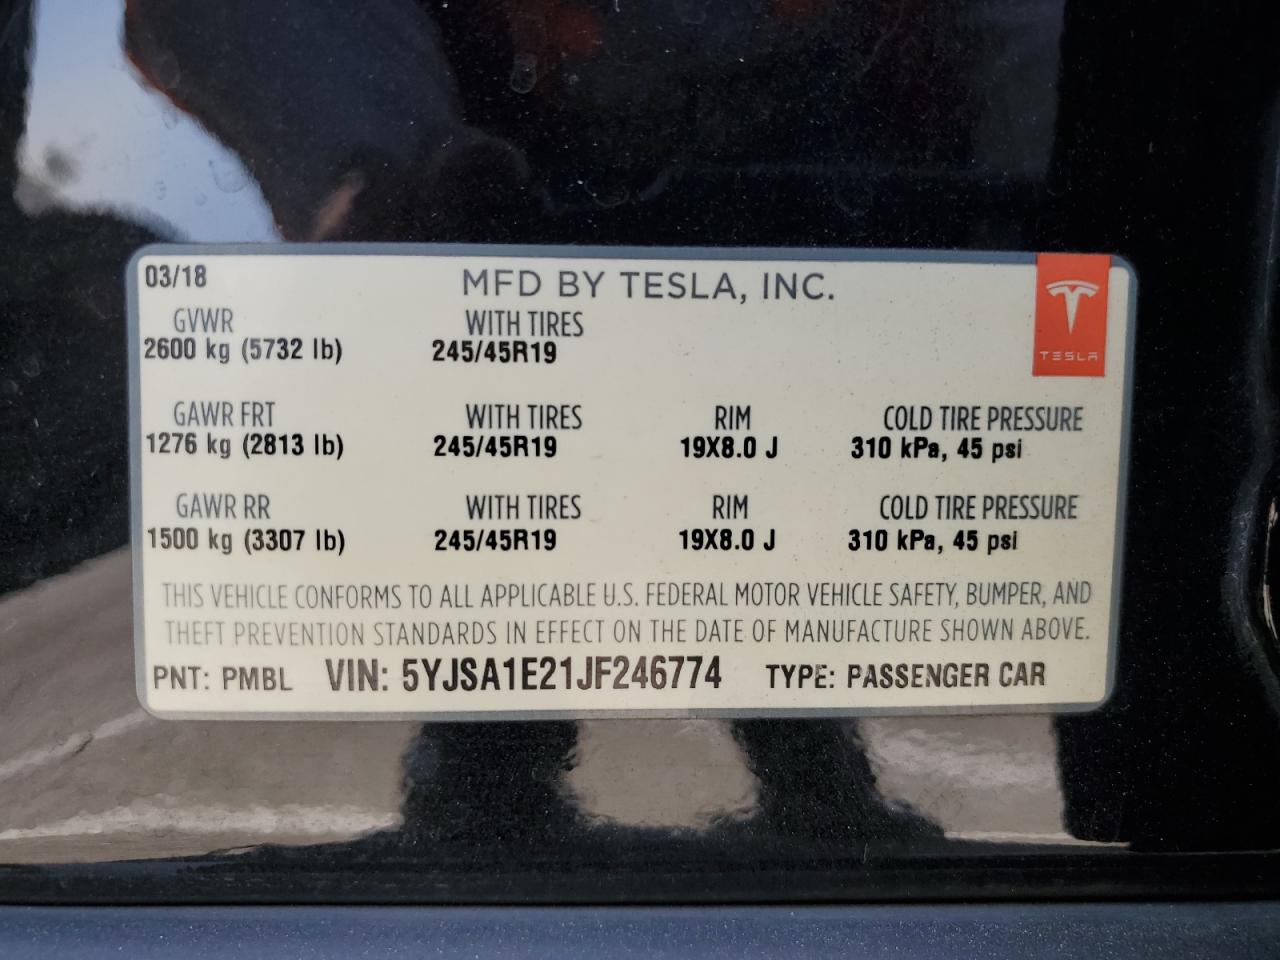 03/18 MFD BY TESLA, INC.
GVWR WITH TIRES
2600 kg (5732 lb) 245/45R19
TESLA
GAWR FRT WITH TIRES RIM COLD TIRE PRESSURE
1276 kg (2813 lb) 245/45R19 19X8.0 J 310 kPa, 45 psi
GAWR RR WITH TIRES RIM COLD TIRE PRESSURE
1500 kg (3307 lb) 245/45R19 19X8.0 J 310 kPa, 45 psi
THIS VEHICLE CONFORMS TO ALL APPLICABLE U.S. FEDERAL MOTOR VEHICLE SAFETY, BUMPER, AND
THEFT PREVENTION STANDARDS IN EFFECT ON THE DATE OF MANUFACTURE SHOWN ABOVE.
PNT: PMBL VIN: 5YJSA1E21JF246774 TYPE: PASSENGER CAR